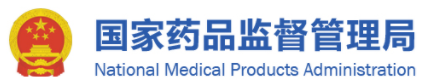 国家药品监督管理局
National Medical Products Administration